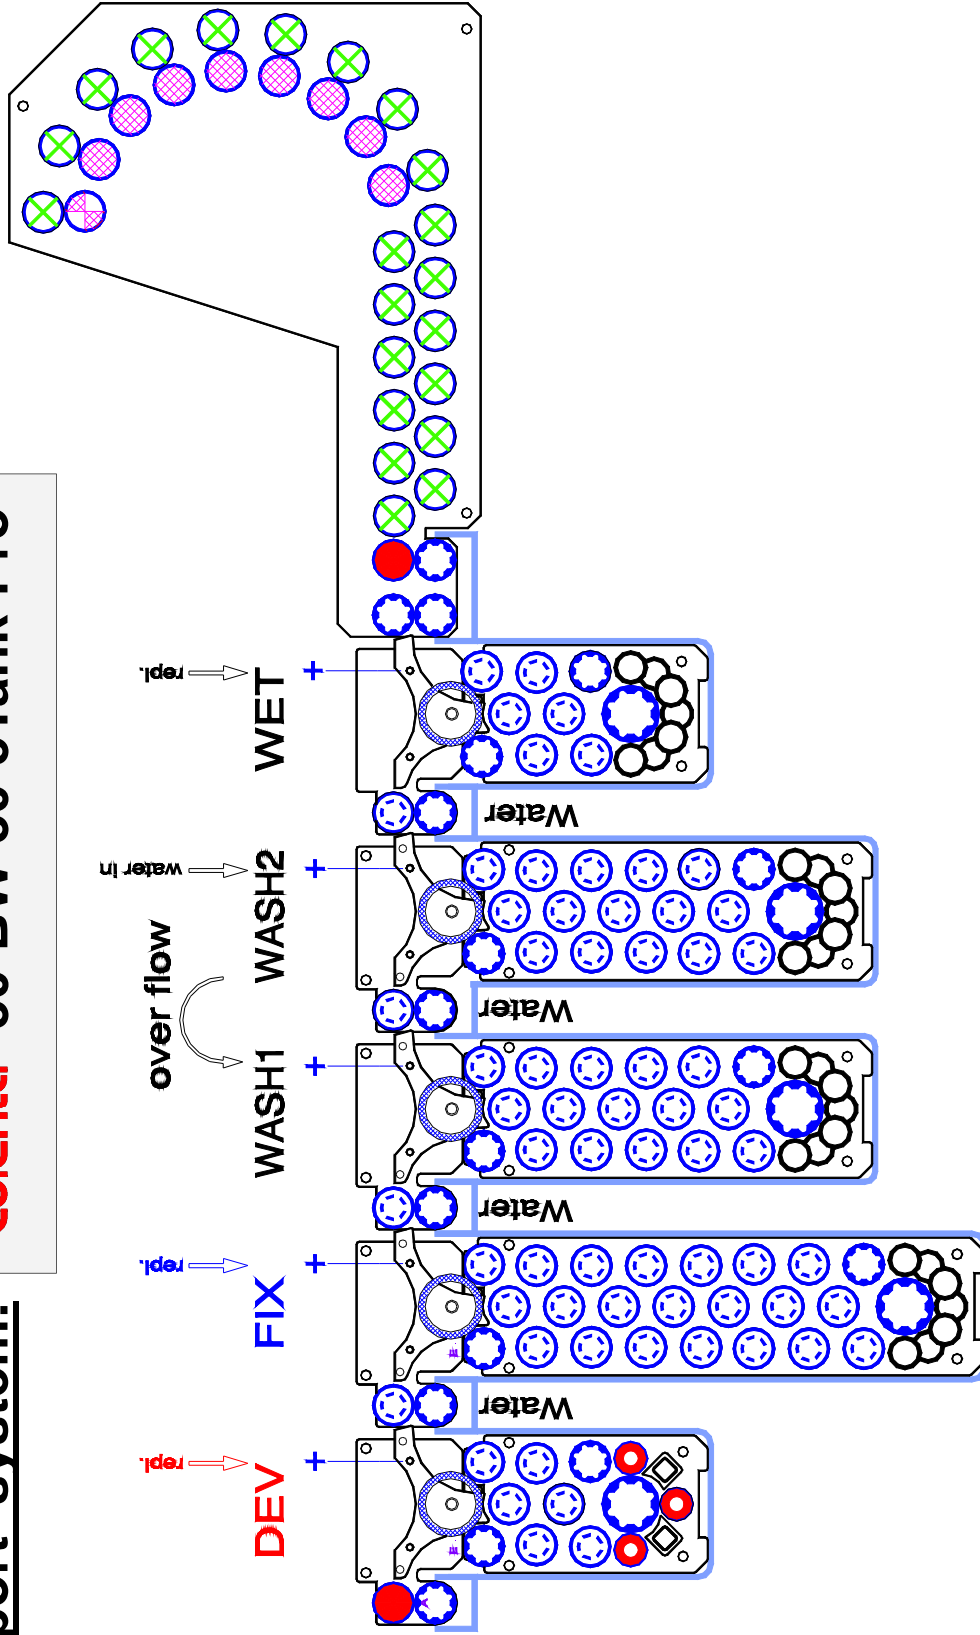 repl.
repl.
over flow
water in
repl.
DEV
FIX
WASH1
WASH2
WET
+
+
+
+
+
Water
Water
Water
Water